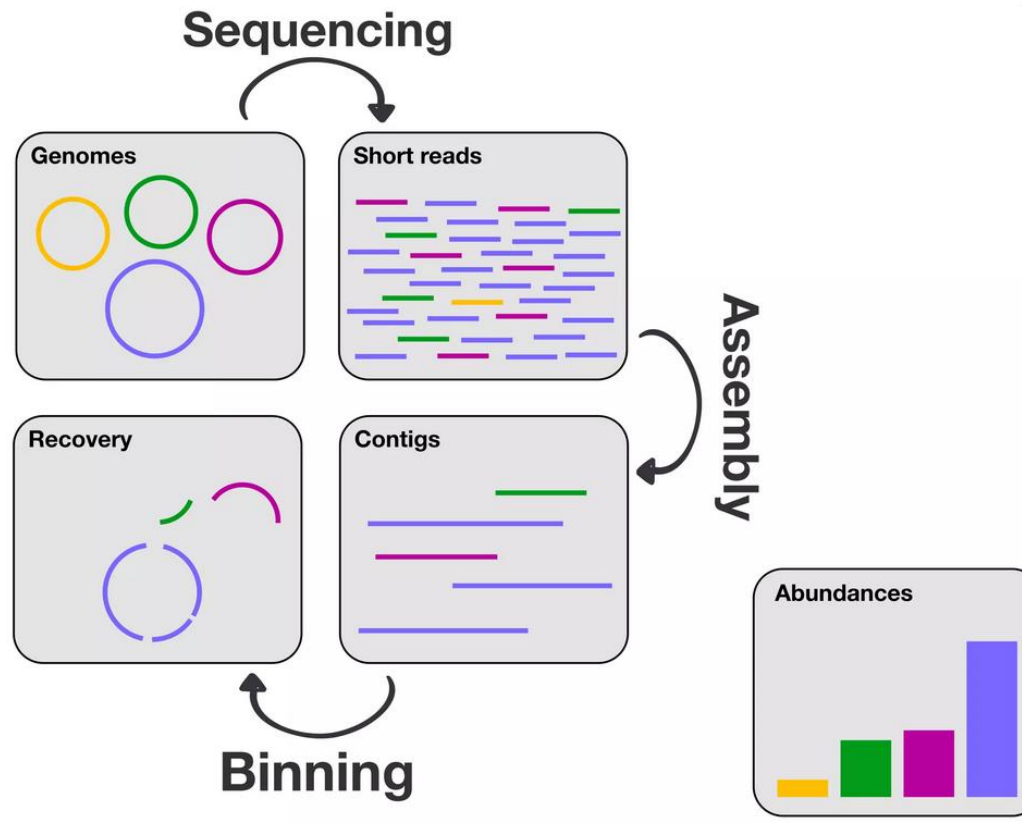 Sequencing
Genomes
Short reads
Assembly
Recovery
Contigs
Binning
Abundances